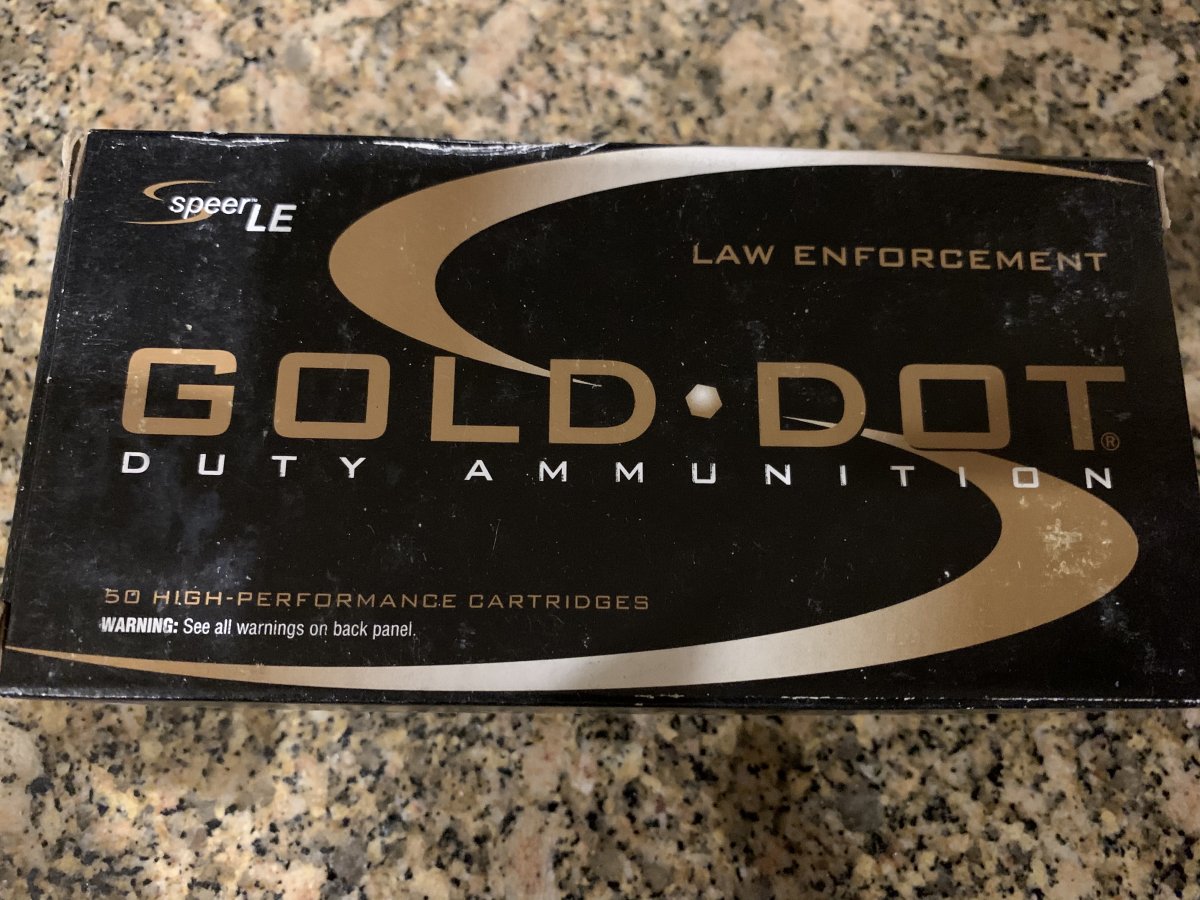 speer LE
LAW ENFORCEMENT
GOLD DOT®
DUTY AMMUNITION
50 HIGH-PERFORMANCE CARTRIDGES
WARNING: See all warnings on back panel.